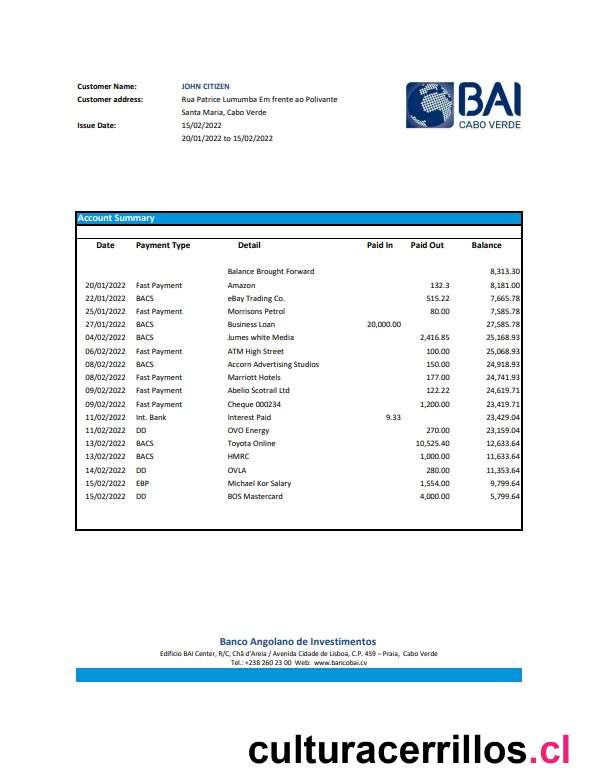 Customer Name: JOHN CITIZEN
Customer address: Rua Patrice Lumumba Em frente ao Polivante
Santa Maria, Cabo Verde
Issue Date: 15/02/2022
20/01/2022 to 15/02/2022
BAI
CABO VERDE
Account Summary
Date Payment Type Detail Paid In Paid Out Balance
Balance Brought Forward 8,313.30
20/01/2022 Fast Payment Amazon 132.3 8,181.00
22/01/2022 BACS eBay Trading Co. 515.22 7,665.78
25/01/2022 Fast Payment Morrisons Petrol 80.00 7,585.78
27/01/2022 BACS Business Loan 20,000.00 27,585.78
04/02/2022 BACS Jumes white Media 2,416.85 25,168.93
06/02/2022 Fast Payment ATM High Street 100.00 25,068.93
08/02/2022 BACS Accorn Advertising Studios 150.00 24,918.93
08/02/2022 Fast Payment Marriott Hotels 177.00 24,741.93
09/02/2022 Fast Payment Abelio Scotrail Ltd 122.22 24,619.71
09/02/2022 Fast Payment Cheque 000234 1,200.00 23,419.71
11/02/2022 Int. Bank Interest Paid 9.33 23,429.04
11/02/2022 DD OVO Energy 270.00 23,159.04
13/02/2022 BACS Toyota Online 10,525.40 12,633.64
13/02/2022 BACS HMRC 1,000.00 11,633.64
14/02/2022 DD OVLA 280.00 11,353.64
15/02/2022 EBP Michael Kor Salary 1,554.00 9,799.64
15/02/2022 DD BOS Mastercard 4,000.00 5,799.64
Banco Angolano de Investimentos
Edifício BAI Center, R/C, Chã d'Areia / Avenida Cidade de Lisboa, C.P. 459 – Praia, Cabo Verde
Tel.: +238 260 23 00 Web: www.bancobai.cv
culturacerrillos.cl